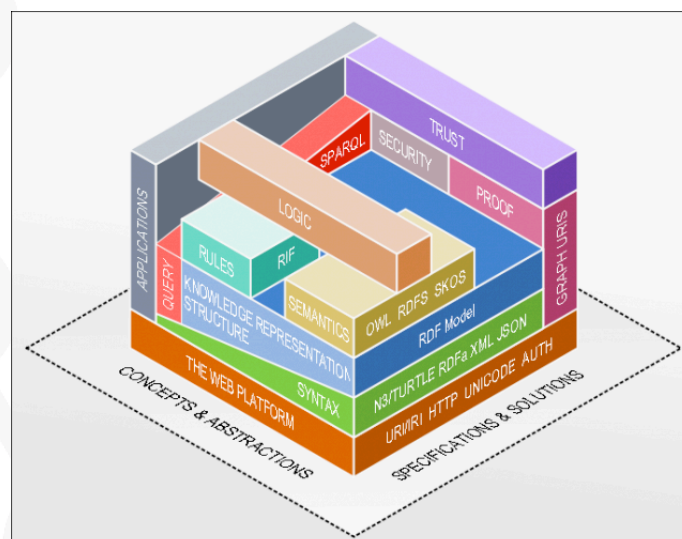 TRUST
SPARQL
SECURITY
PROOF
LOGIC
APPLICATIONS
RULES
RIF
GRAPH URIS
QUERY
KNOWLEDGE REPRESENTATION
STRUCTURE
SEMANTICS
OWL RDFS SKOS
RDF Model
SYNTAX
N3/TURTLE RDFa XML JSON
THE WEB PLATFORM
URI/IRI HTTP UNICODE AUTH
CONCEPTS & ABSTRACTIONS
SPECIFICATIONS & SOLUTIONS